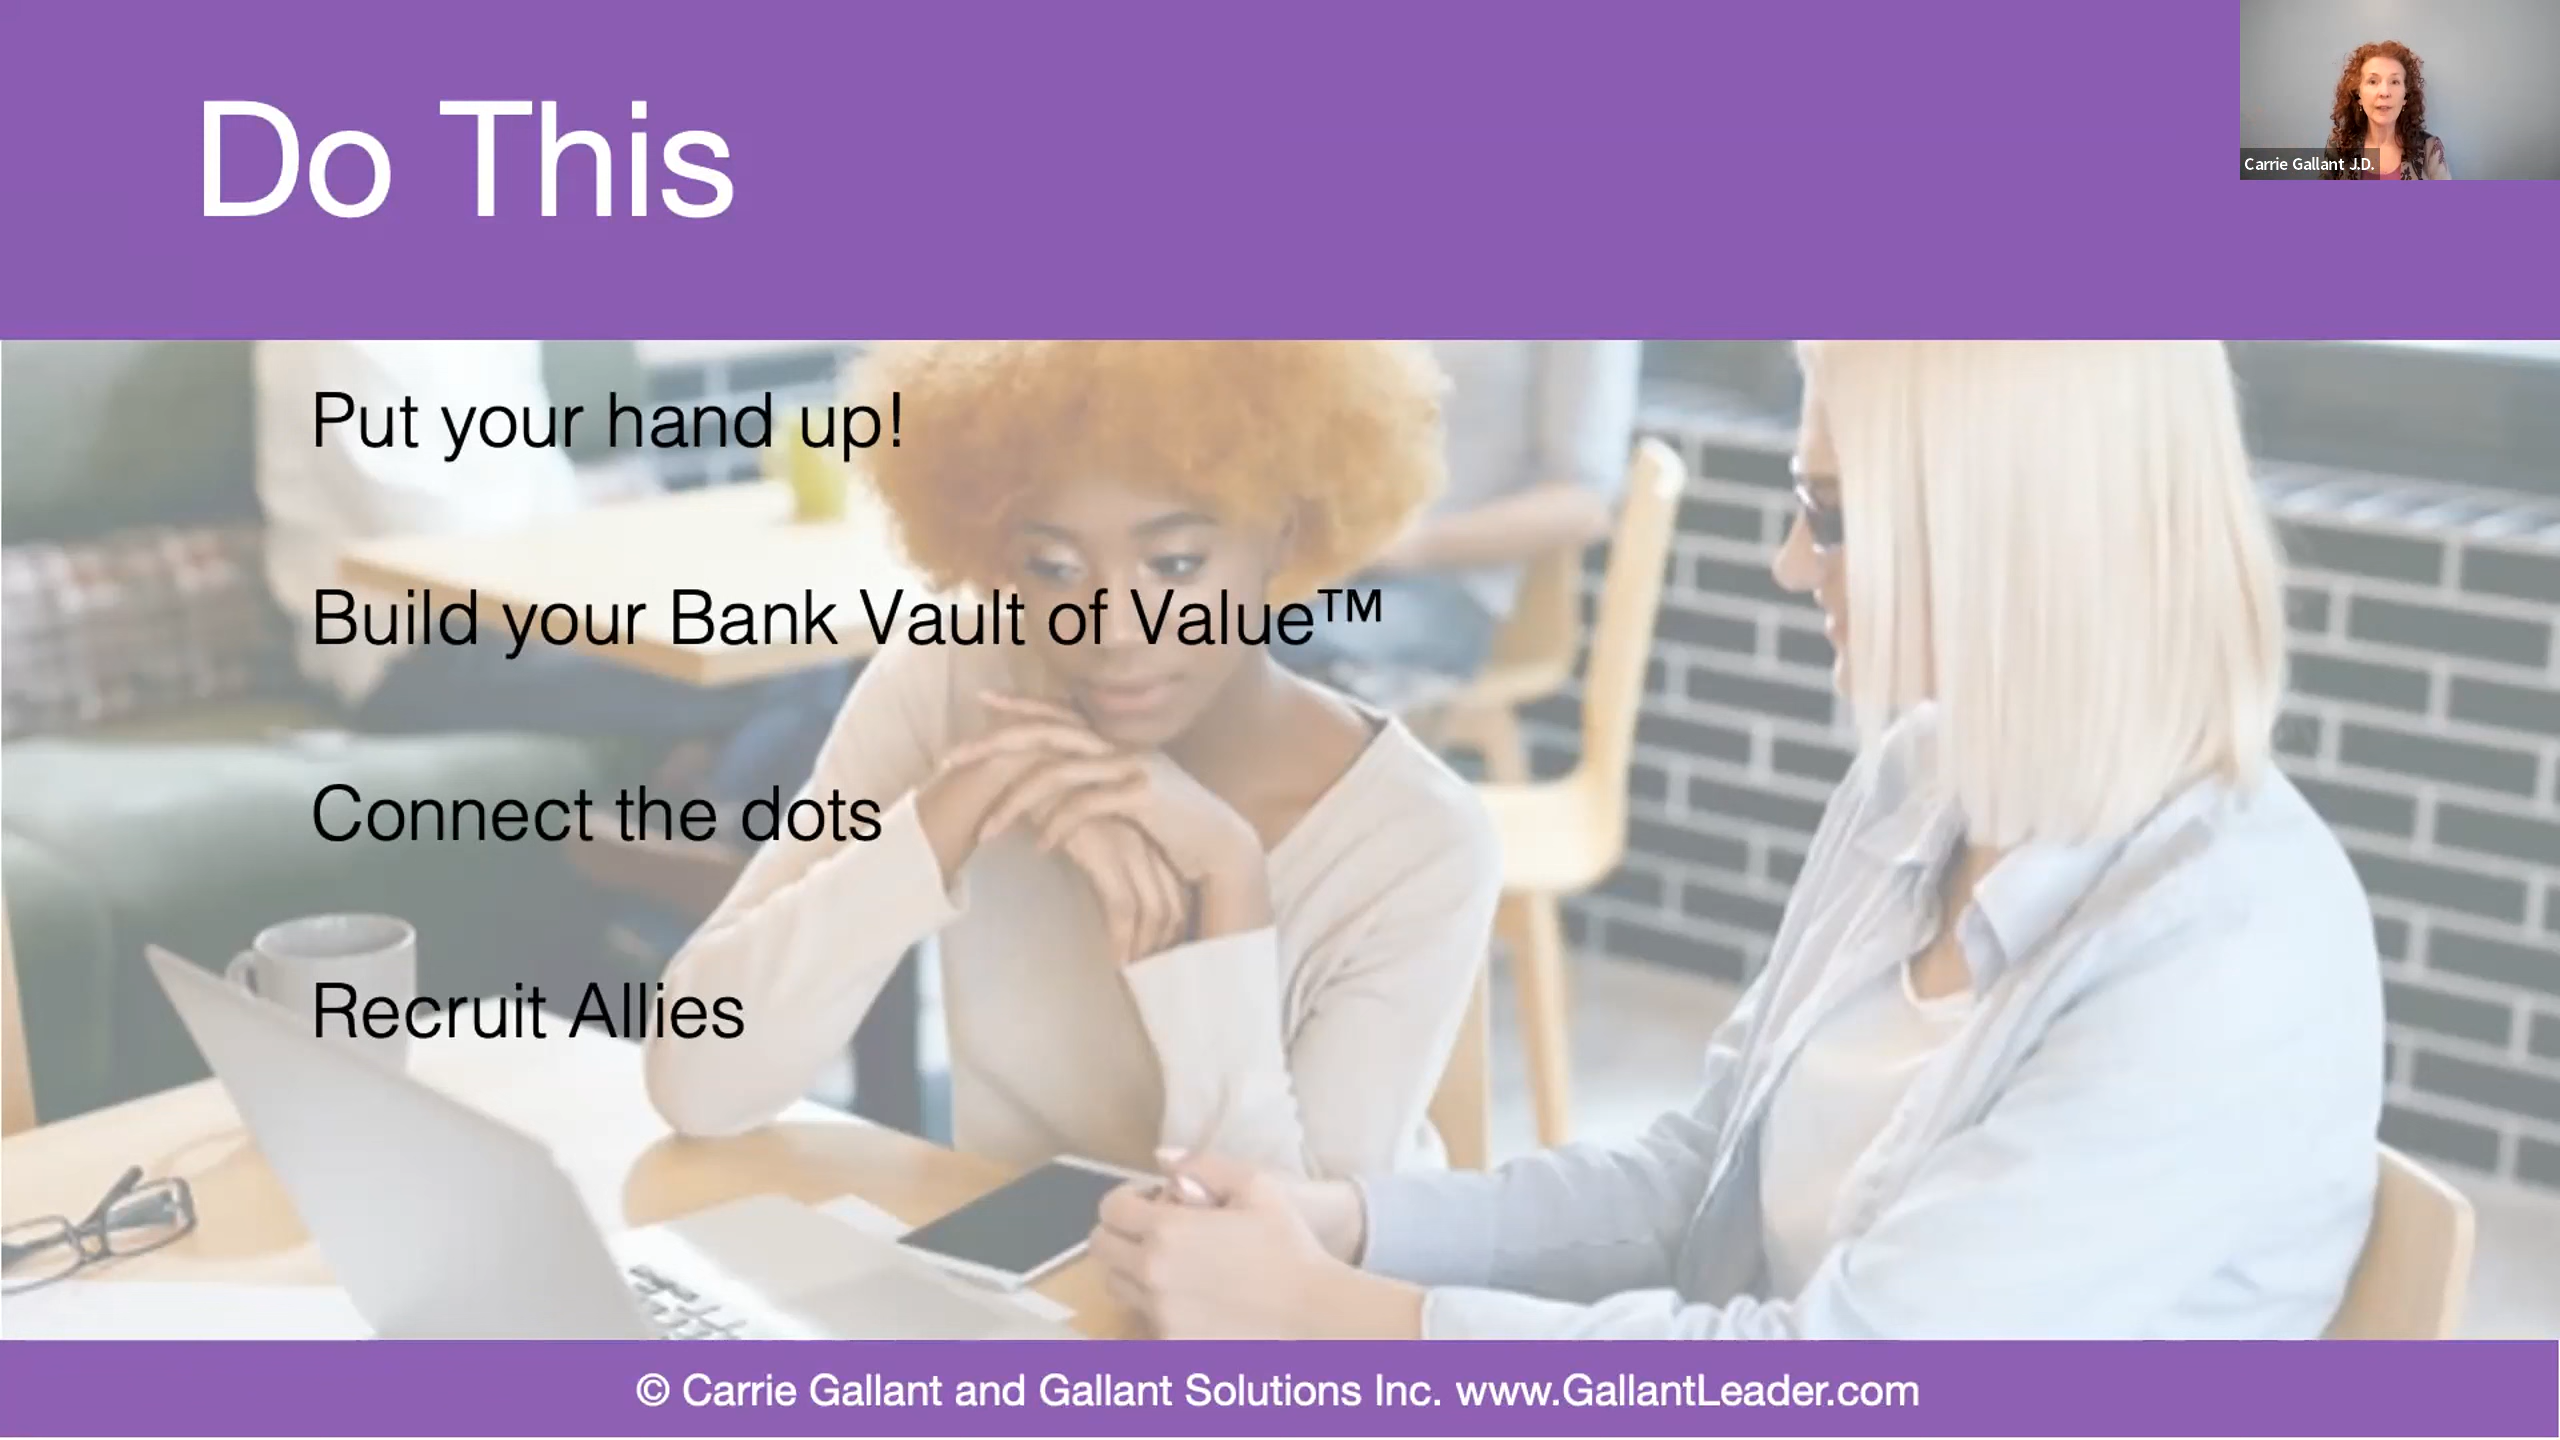 Do This
Carrie Gallant J.D.
Put your hand up!
Build your Bank Vault of Value™
Connect the dots
Recruit Allies
© Carrie Gallant and Gallant Solutions Inc. www.GallantLeader.com